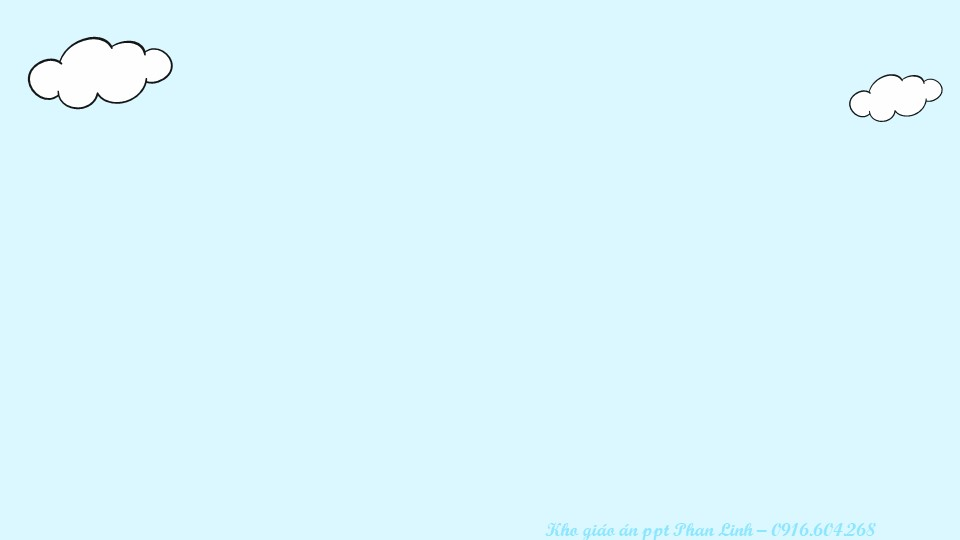 Kho giáo án ppt Phan Linh – 0916.604.268